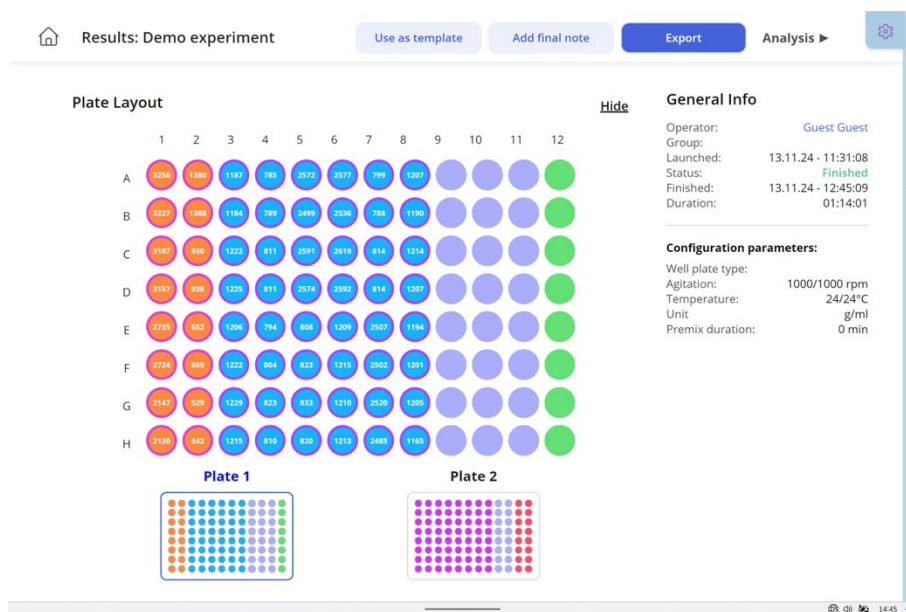 Results: Demo experiment Use as template Add final note Export Analysis ▶
Plate Layout
Hide
1 2 3 4 5 6 7 8 9 10 11 12
A 3256 1380 1187 785 2572 2577 799 1207
B 3227 1388 1184 789 2499 2536 788 1190
C 3187 930 1222 811 2591 2619 814 1214
D 3157 938 1225 811 2574 2592 814 1207
E 2735 652 1206 794 808 1209 2507 1194
F 2724 669 1222 804 823 1215 2502 1201
G 2147 529 1229 823 833 1210 2520 1205
H 2130 542 1215 810 820 1213 2485 1165
Plate 1 Plate 2
General Info
Operator: Guest Guest
Group:
Launched: 13.11.24 - 11:31:08
Status: Finished
Finished: 13.11.24 - 12:45:09
Duration: 01:14:01
Configuration parameters:
Well plate type:
Agitation: 1000/1000 rpm
Temperature: 24/24°C
Unit g/ml
Premix duration: 0 min
14:45